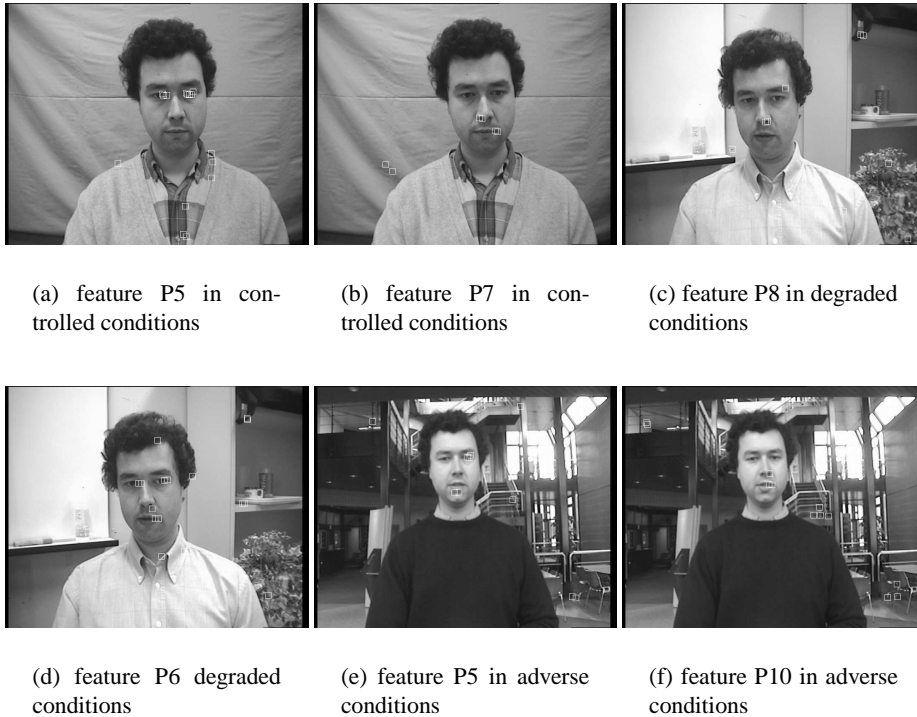 (a) feature P5 in con-
trolled conditions
(b) feature P7 in con-
trolled conditions
(c) feature P8 in degraded
conditions
(d) feature P6 degraded
conditions
(e) feature P5 in adverse
conditions
(f) feature P10 in adverse
conditions